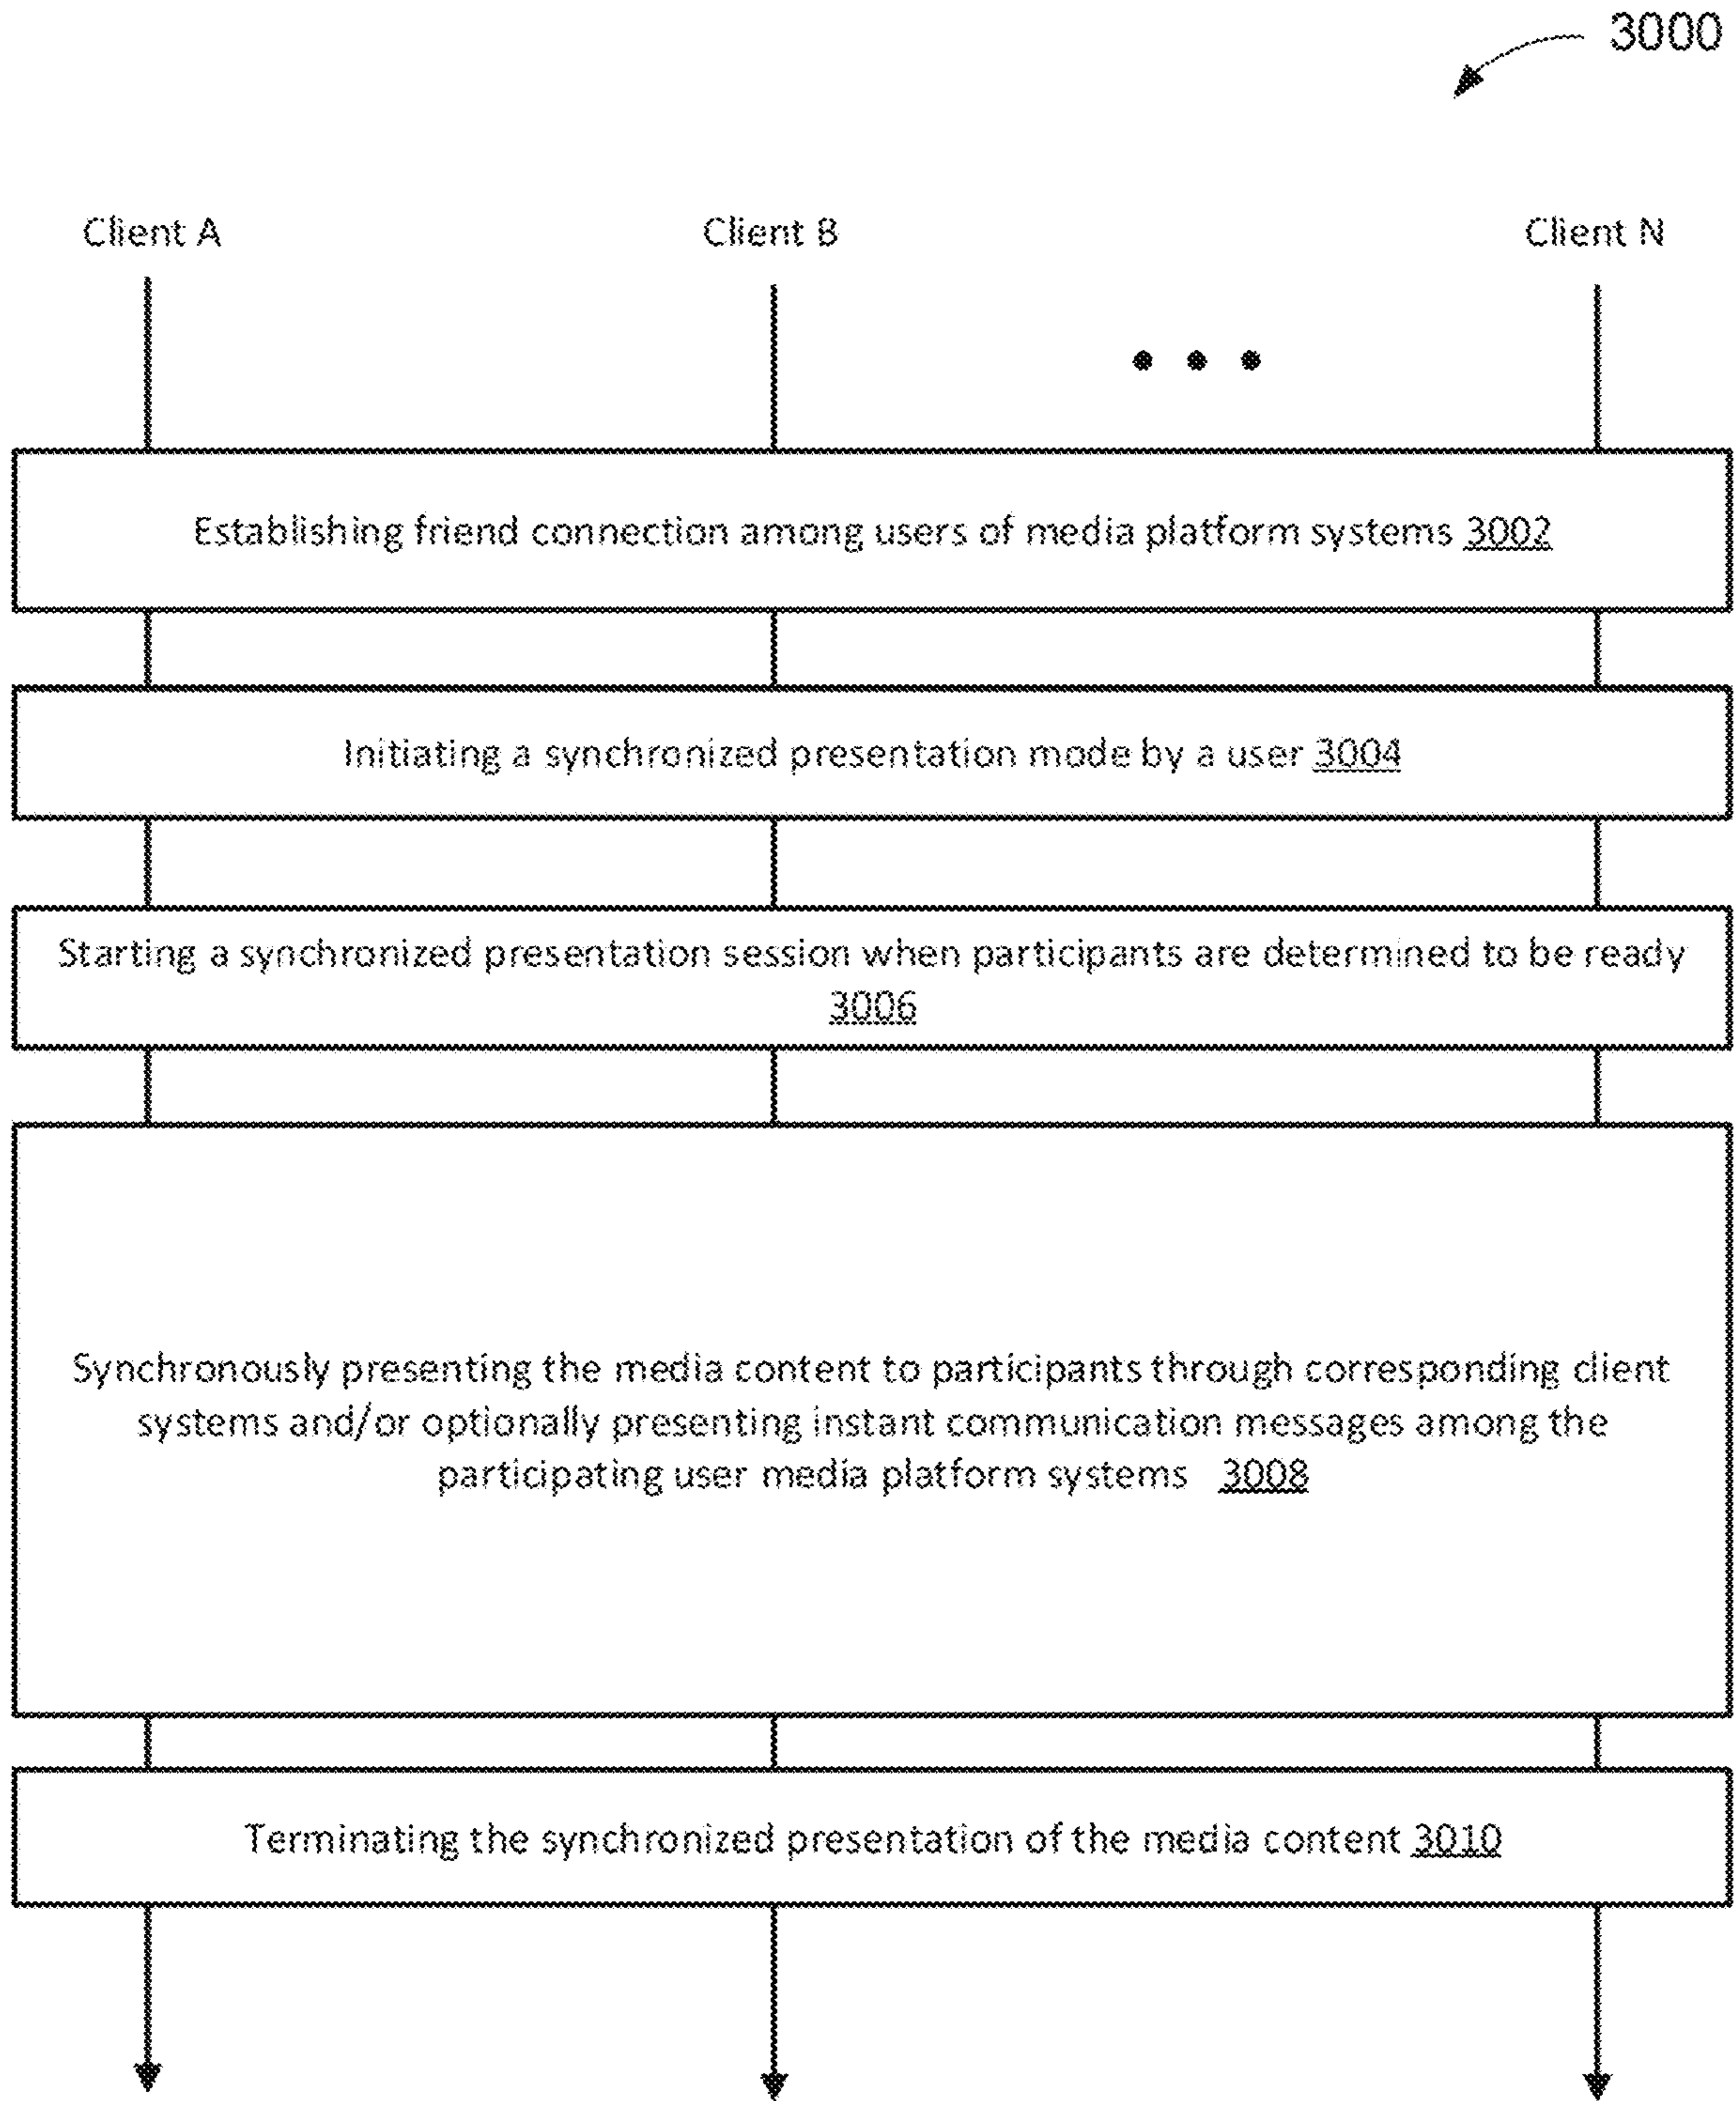 3000
Client A
Client B
Client N
Establishing friend connection among users of media platform systems 3002
Initiating a synchronized presentation mode by a user 3004
Starting a synchronized presentation session when participants are determined to be ready
3006
Synchronously presenting the media content to participants through corresponding client
systems and/or optionally presenting instant communication messages among the
participating user media platform systems 3008
Terminating the synchronized presentation of the media content 3010